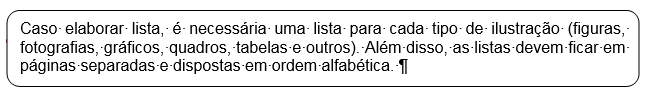 Caso elaborar lista, é necessária uma lista para cada tipo de ilustração (figuras,
fotografias, gráficos, quadros, tabelas e outros). Além disso, as listas devem ficar em
páginas separadas e dispostas em ordem alfabética. ¶